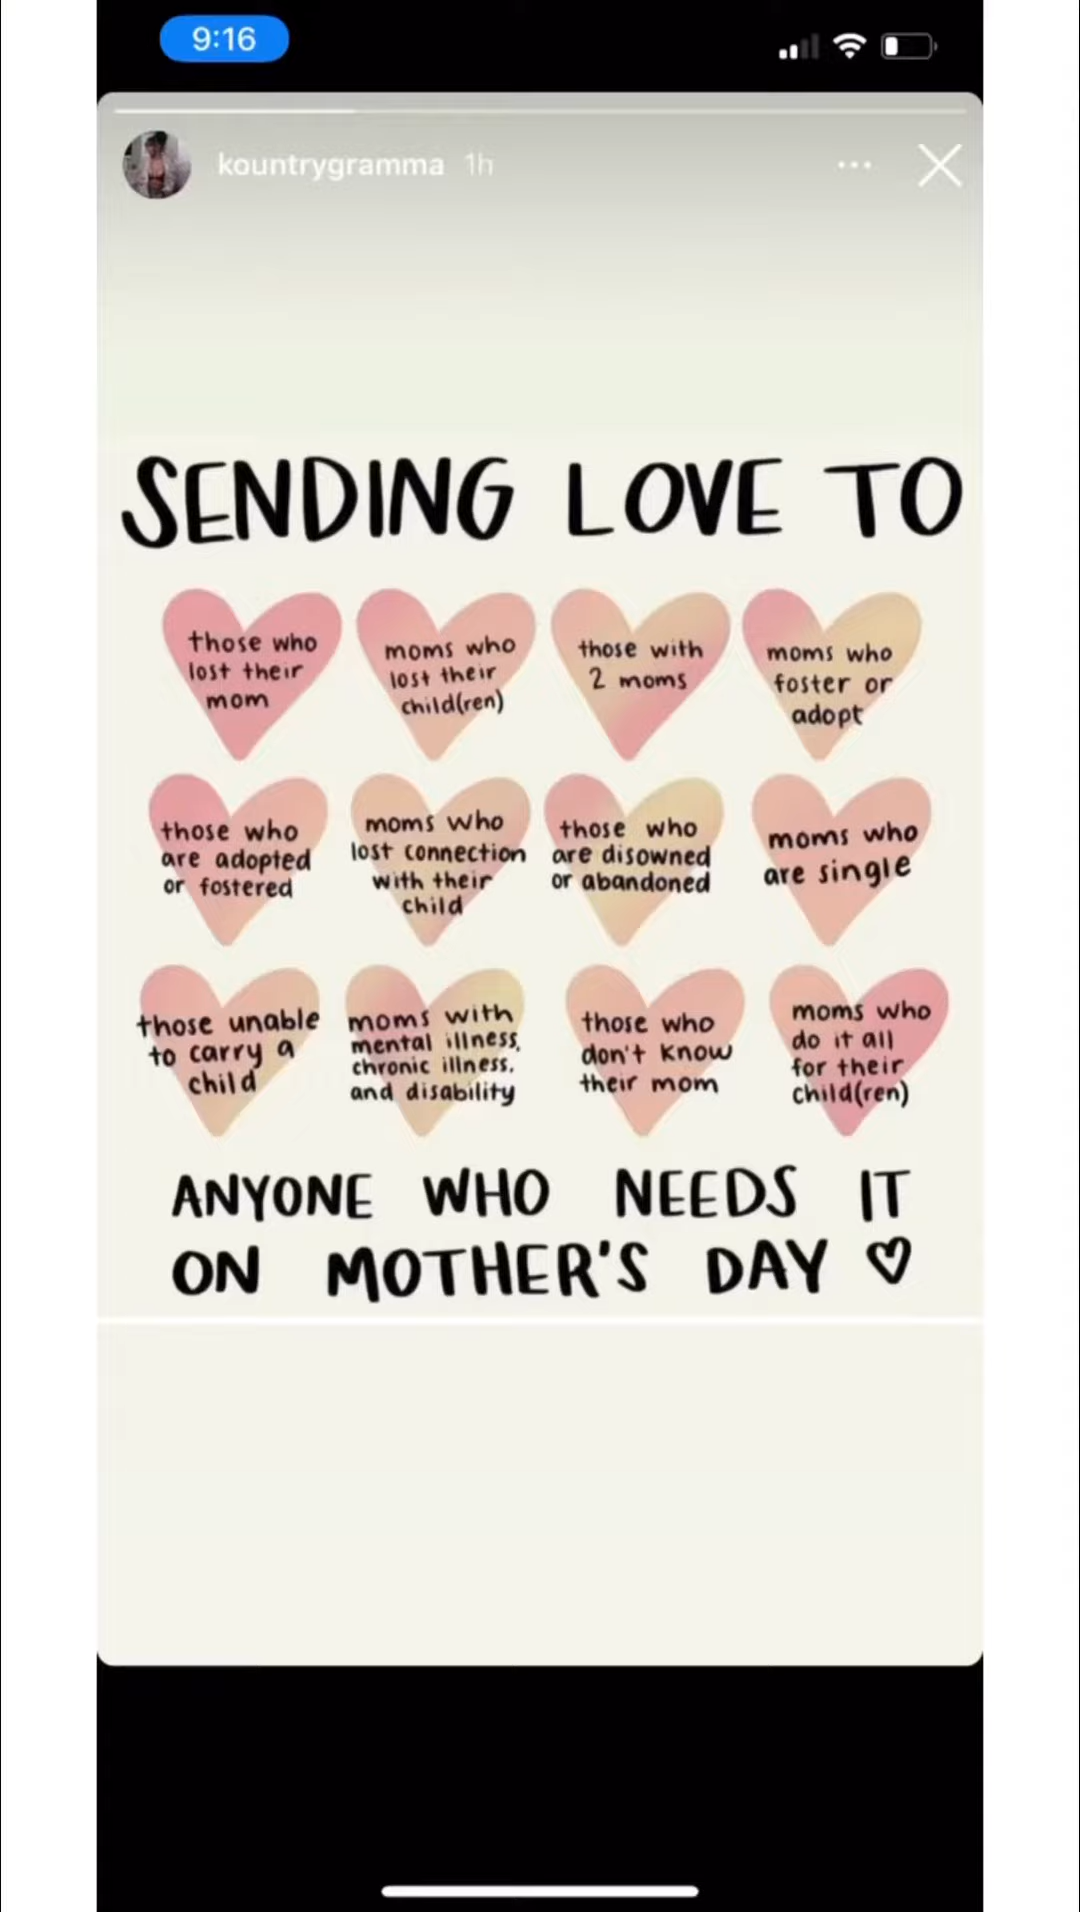 9:16
kountrygramma 1h
SENDING LOVE TO
those who
lost their
mom
moms who
lost their
child(ren)
those with
2 moms
moms who
foster or
adopt
those who
are adopted
or fostered
moms who
lost connection
with their
child
those who
are disowned
or abandoned
moms who
are single
those unable
to carry a
child
moms with
mental illness,
chronic illness,
and disability
those who
don't know
their mom
moms who
do it all
for their
child(ren)
ANYONE WHO NEEDS IT
ON MOTHER'S DAY ♡